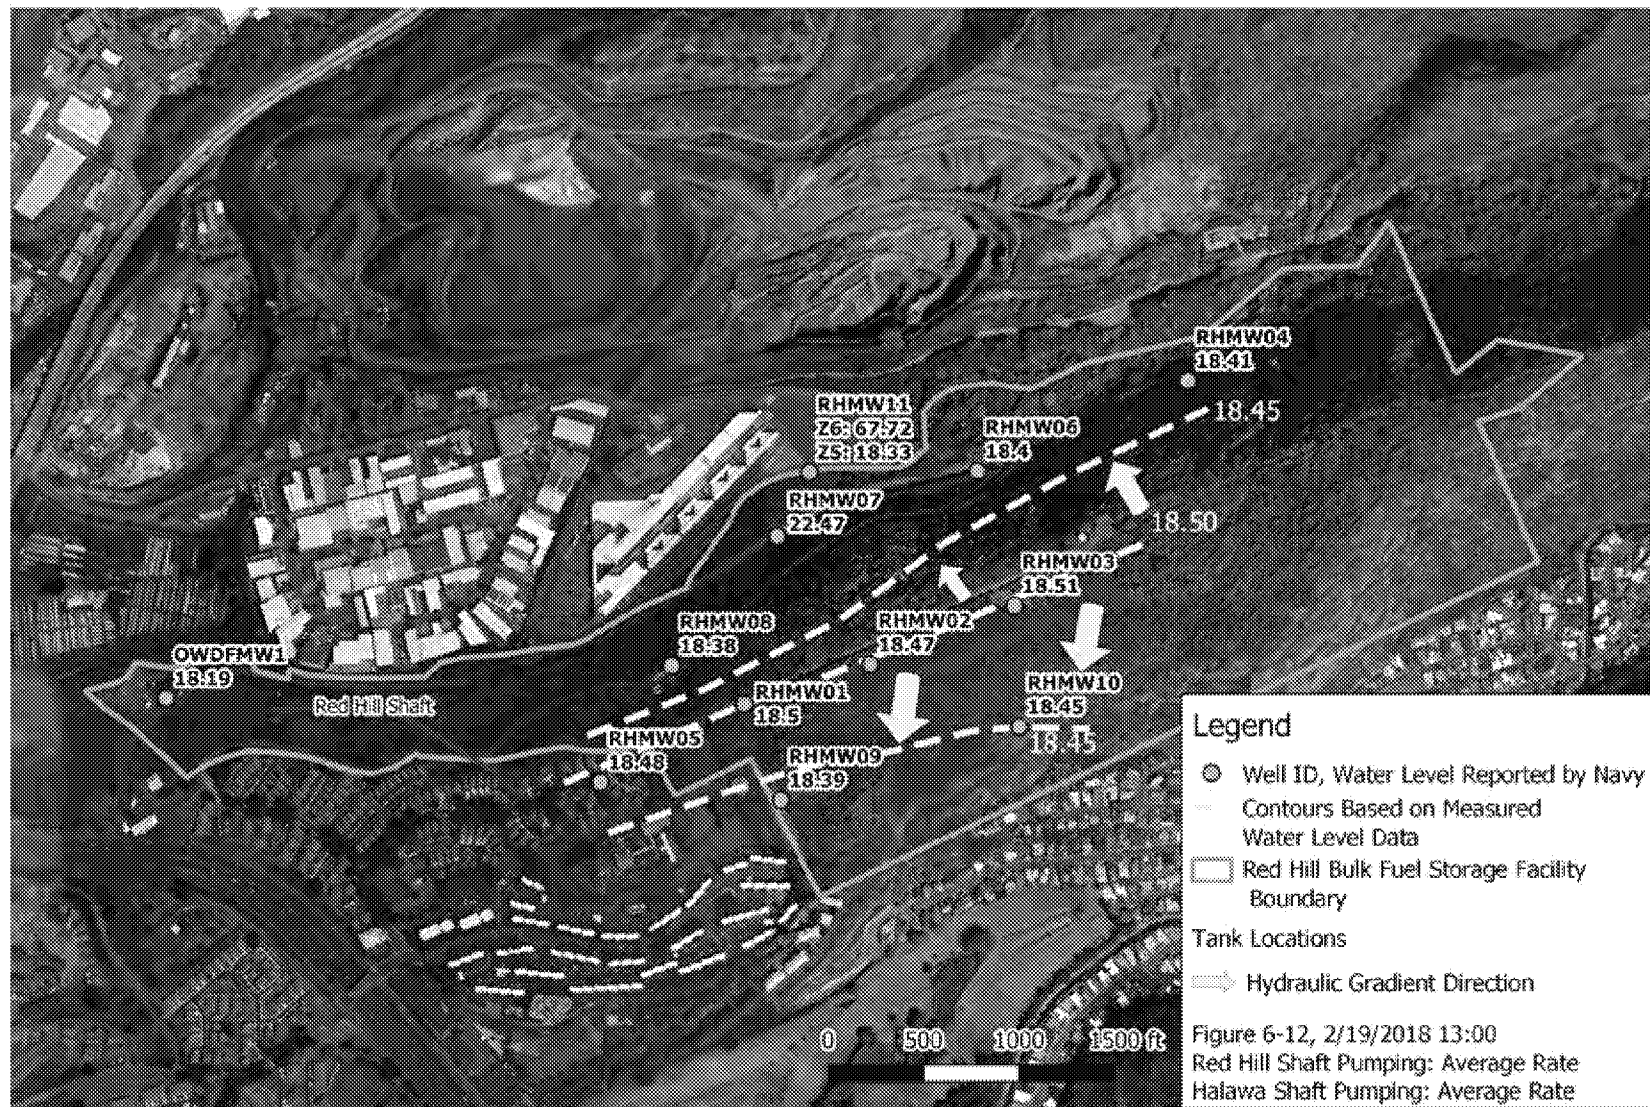 RHMW04
18.41
18.45
RHMW11
Z6: 67.72
Z5: 18.33
RHMW06
18.4
RHMW07
22.47
18.50
RHMW03
18.51
RHMW08
18.38
RHMW02
18.47
OWDFMW1
18.19
Red Hill Shaft
RHMW01
18.5
RHMW10
18.45
18.45
RHMW05
18.48
RHMW09
18.39
Legend
Well ID, Water Level Reported by Navy
Contours Based on Measured
Water Level Data
Red Hill Bulk Fuel Storage Facility
Boundary
Tank Locations
Hydraulic Gradient Direction
0 500 1000 1500 ft
Figure 6-12, 2/19/2018 13:00
Red Hill Shaft Pumping: Average Rate
Halawa Shaft Pumping: Average Rate